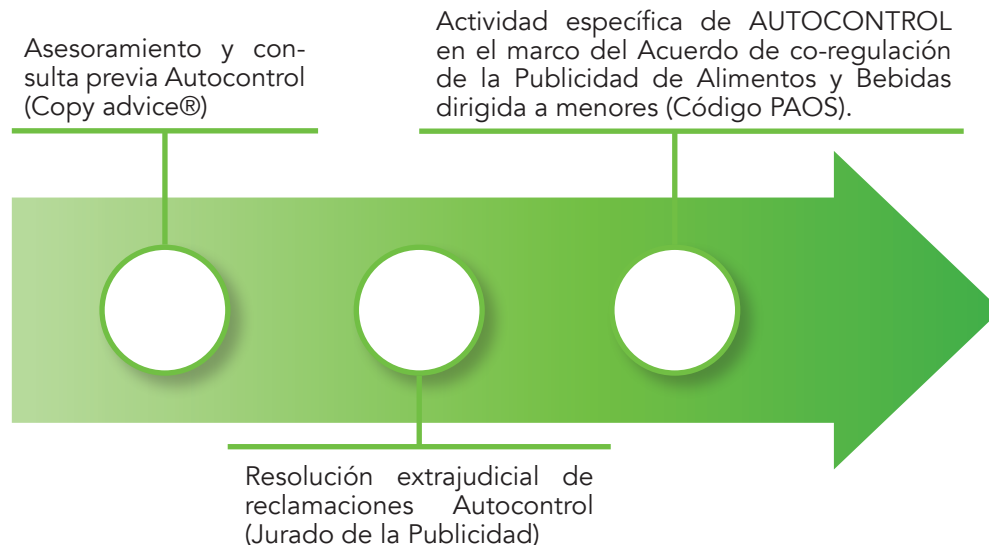 Asesoramiento y con-
sulta previa Autocontrol
(Copy advice®)
Actividad específica de AUTOCONTROL
en el marco del Acuerdo de co-regulación
de la Publicidad de Alimentos y Bebidas
dirigida a menores (Código PAOS).
Resolución extrajudicial de
reclamaciones Autocontrol
(Jurado de la Publicidad)